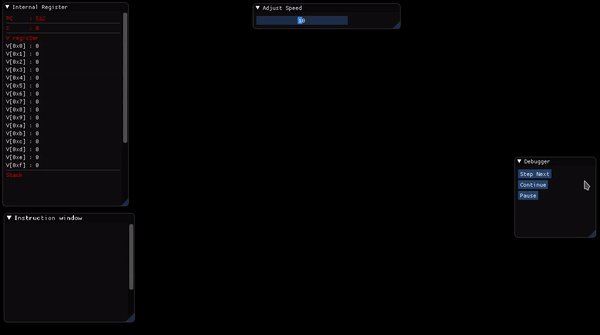 Internal Register
PC : 512
I : 0
V register
V[0x0] : 0
V[0x1] : 0
V[0x2] : 0
V[0x3] : 0
V[0x4] : 0
V[0x5] : 0
V[0x6] : 0
V[0x7] : 0
V[0x8] : 0
V[0x9] : 0
V[0xa] : 0
V[0xb] : 0
V[0xc] : 0
V[0xd] : 0
V[0xe] : 0
V[0xf] : 0
Stack
Instruction window
Adjust Speed
Debugger
Step Next
Continue
Pause